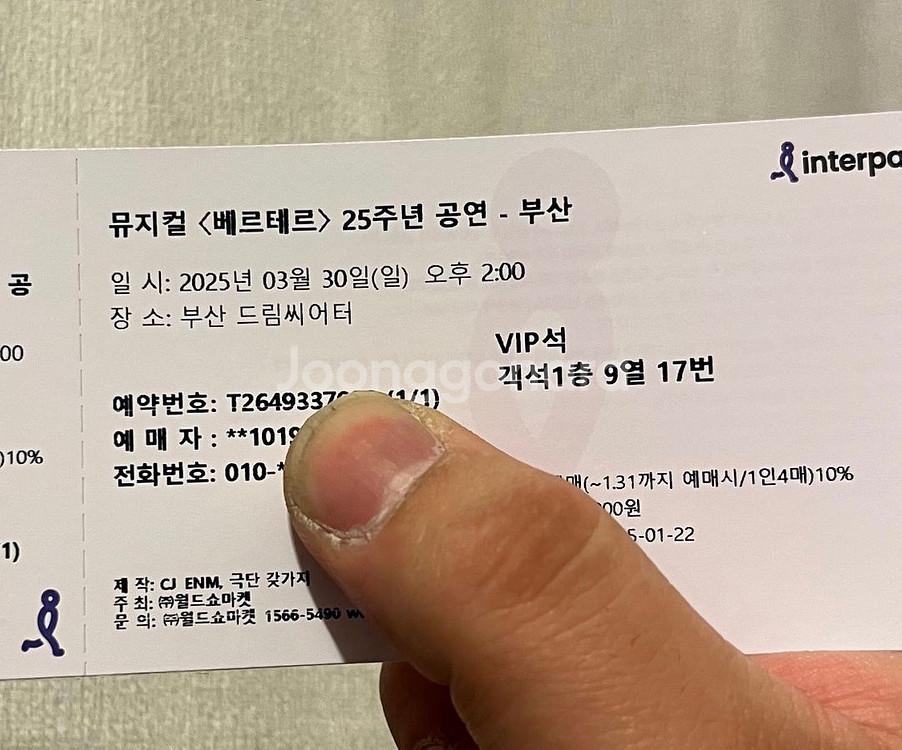 interpa
뮤지컬 〈베르테르〉 25주년 공연 - 부산
공
일 시: 2025년 03월 30일(일) 오후 2:00
장 소: 부산 드림씨어터
00
VIP석
객석1층 9열 17번
예약번호: T2649337 (1/1)
예 매 자 : **1019
전화번호: 010-*
)10%
매(~1.31까지 예매시/1인4매)10%
00원
5-01-22
1)
제 작: CJ ENM, 극단 갖가지
주 최: ㈜월드쇼마켓
문 의: ㈜월드쇼마켓 1566-5490